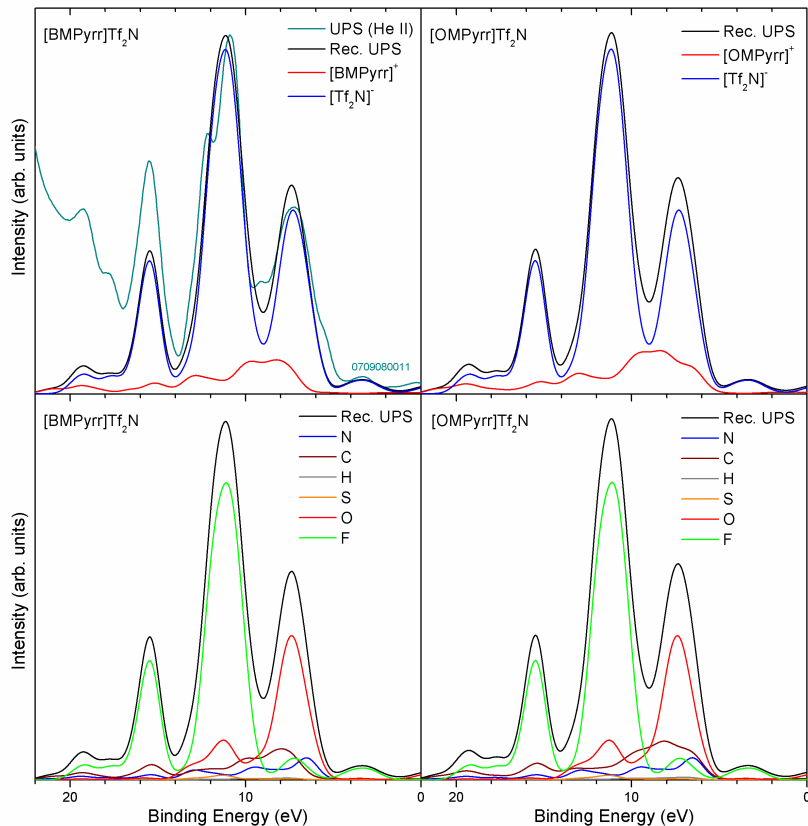 [BMPyrr]Tf₂N
UPS (He II)
Rec. UPS
[BMPyrr]⁺
[Tf₂N]⁻
0709080011
[OMPyrr]Tf₂N
Rec. UPS
[OMPyrr]⁺
[Tf₂N]⁻
Intensity (arb. units)
[BMPyrr]Tf₂N
Rec. UPS
N
C
H
S
O
F
[OMPyrr]Tf₂N
Rec. UPS
N
C
H
S
O
F
Intensity (arb. units)
20 10 0 20 10 0
Binding Energy (eV) Binding Energy (eV)